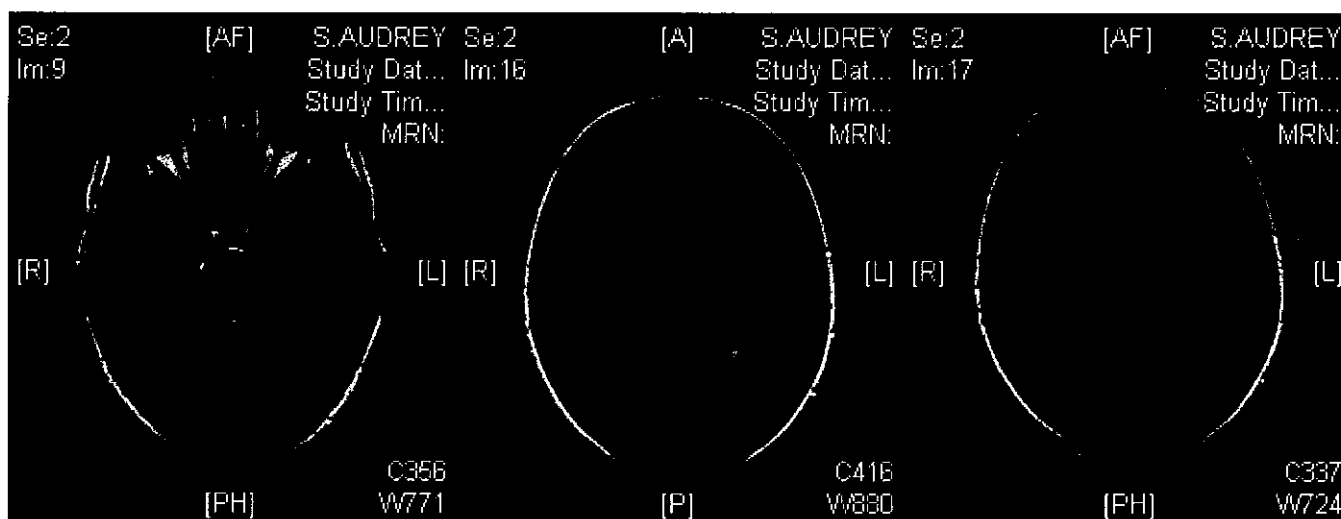 Se:2 [AF] S.AUDREY
Im:9 Study Dat...
Study Tim...
MRN:
[R] [L]
C356
[PH] W771
Se:2 [A] S.AUDREY
Im:16 Study Dat...
Study Tim...
MRN:
[R] [L]
C416
[P] W880
Se:2 [AF] S.AUDREY
Im:17 Study Dat...
Study Tim...
MRN:
[R] [L]
C337
[PH] W724